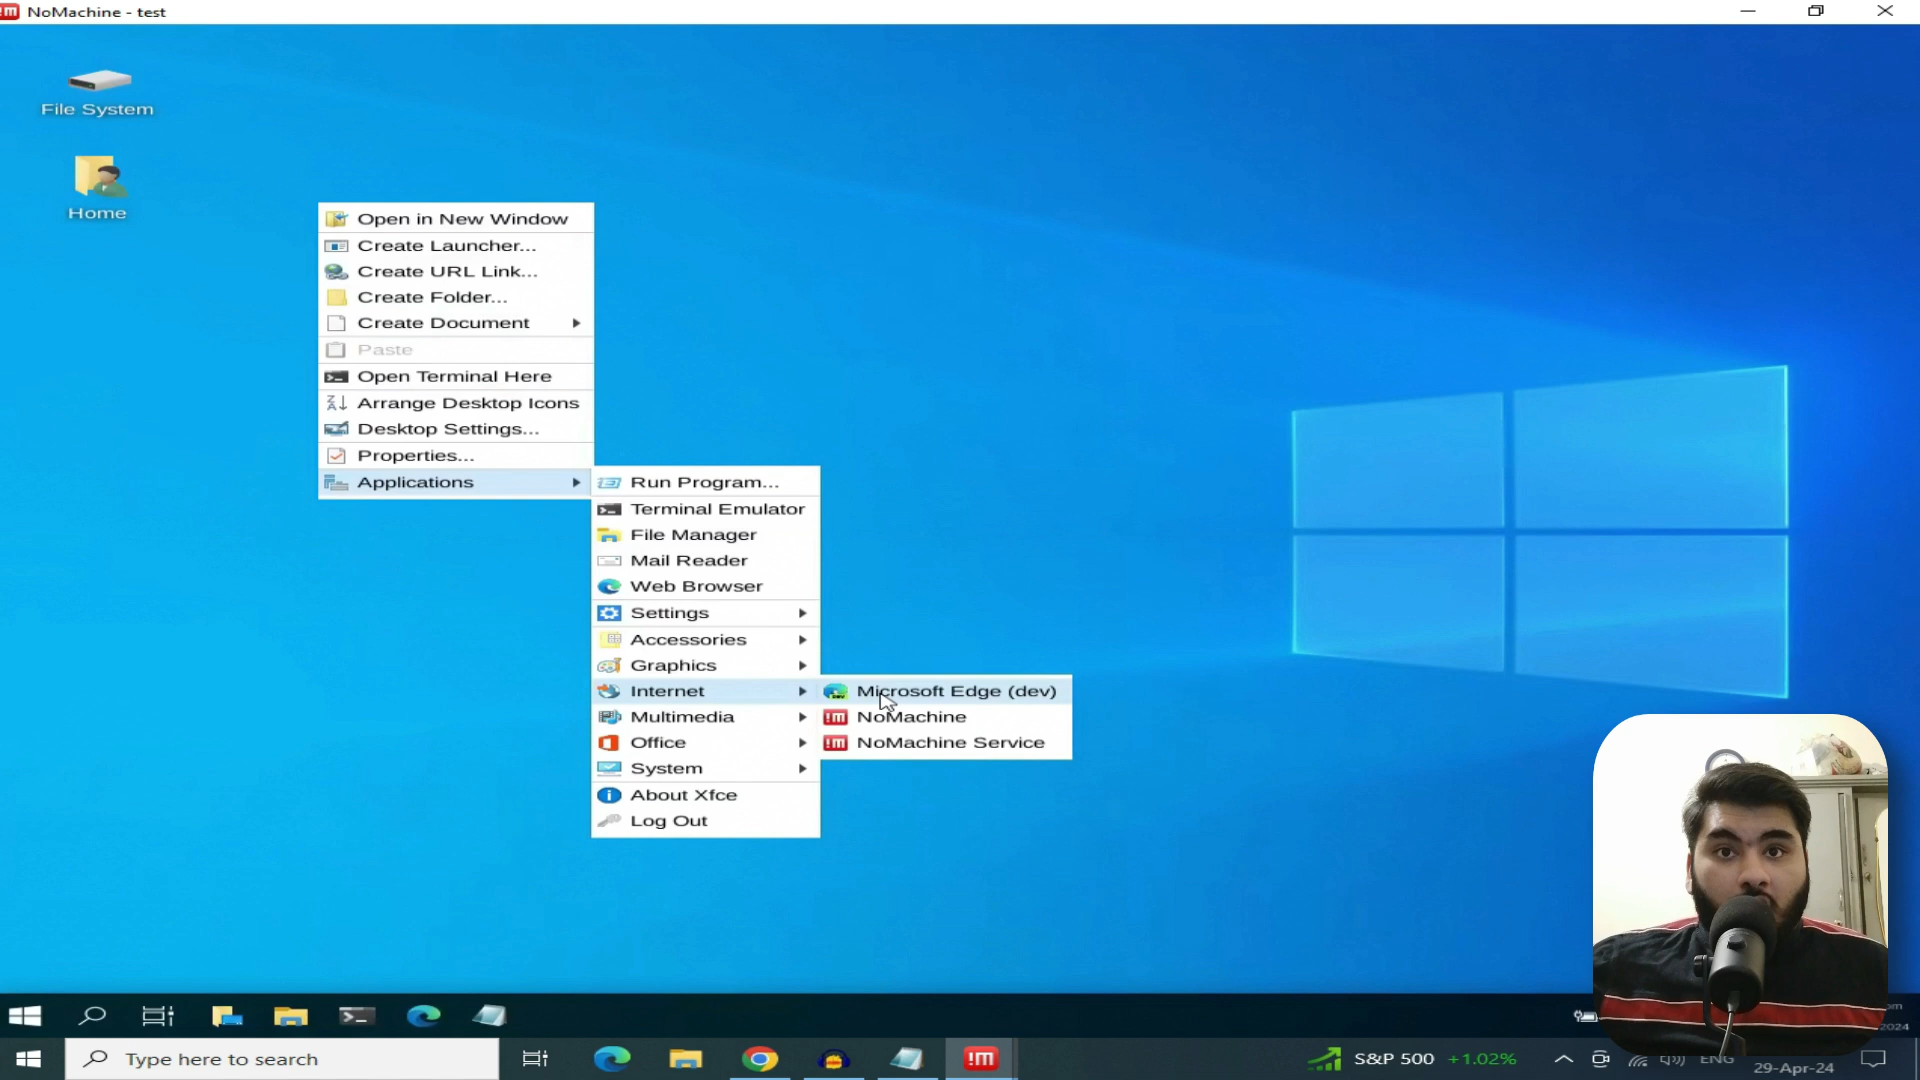 NoMachine - test
File System
Home
Open in New Window
Create Launcher...
Create URL Link...
Create Folder...
Create Document
Paste
Open Terminal Here
Arrange Desktop Icons
Desktop Settings...
Properties...
Applications
Run Program...
Terminal Emulator
File Manager
Mail Reader
Web Browser
Settings
Accessories
Graphics
Internet
Multimedia
Office
System
About Xfce
Log Out
Microsoft Edge (dev)
NoMachine
NoMachine Service
Type here to search
S&P 500 +1.02%
ENG
29-Apr-24